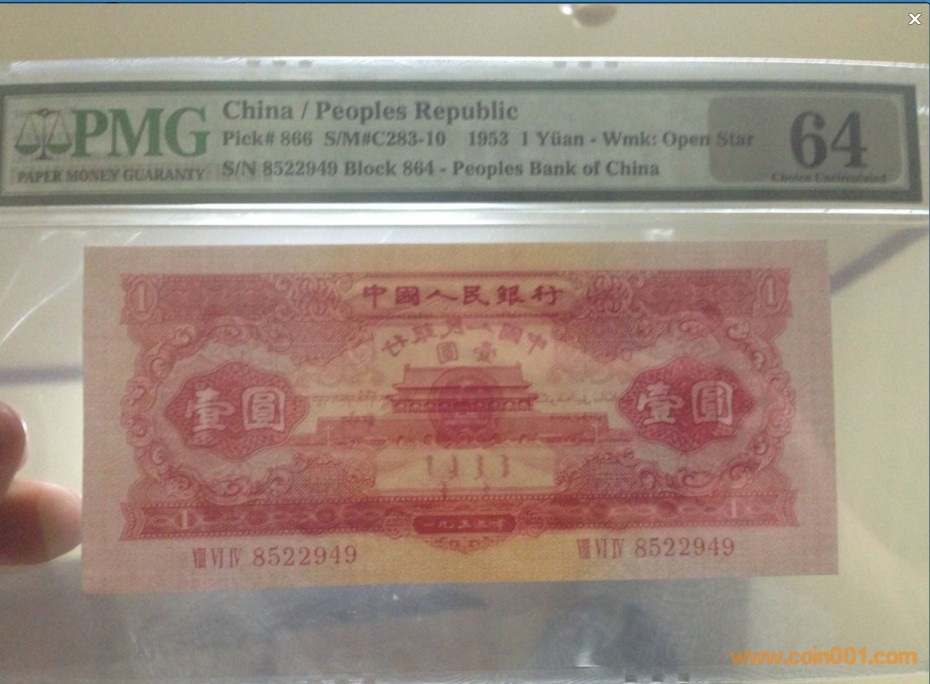 PMG
PAPER MONEY GUARANTY
China / Peoples Republic
Pick# 866 S/M#C283-10 1953 1 Yüan - Wmk: Open Star
S/N 8522949 Block 864 - Peoples Bank of China
64
Choice Uncirculated
中國人民銀行
1
1
壹圓
壹圓
1
1
一九五三年
VIII VI IV 8522949
VIII VI IV 8522949
www.coin001.com